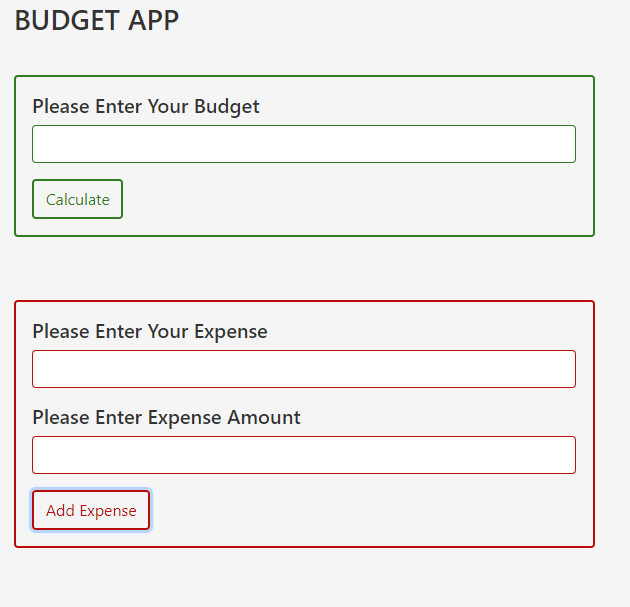 BUDGET APP
Please Enter Your Budget
Calculate
Please Enter Your Expense
Please Enter Expense Amount
Add Expense